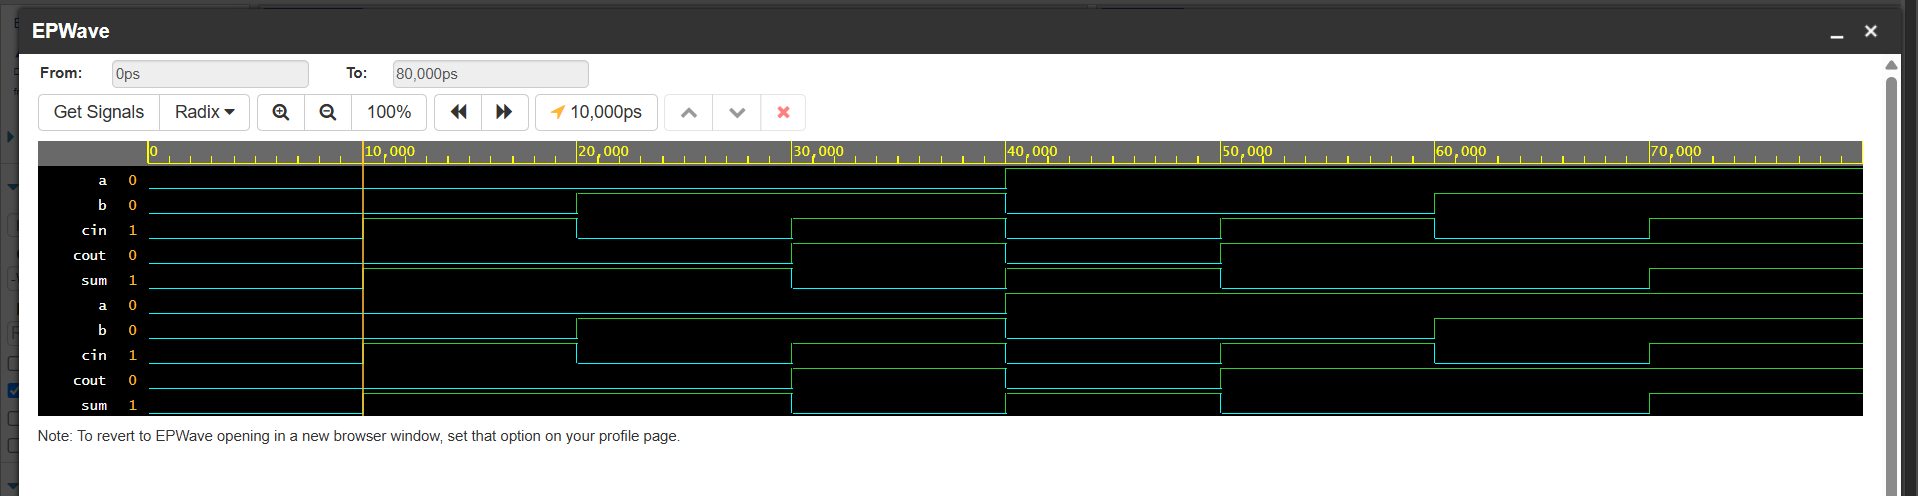 EPWave
From: 0ps To: 80,000ps
Get Signals Radix 100% 10,000ps
0 10,000 20,000 30,000 40,000 50,000 60,000 70,000
a 0
b 0
cin 1
cout 0
sum 1
a 0
b 0
cin 1
cout 0
sum 1
Note: To revert to EPWave opening in a new browser window, set that option on your profile page.